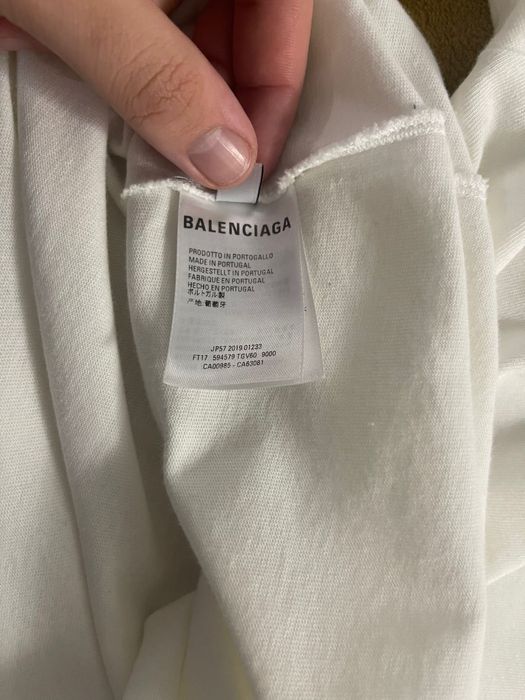 BALENCIAGA
PRODOTTO IN PORTOGALLO
MADE IN PORTUGAL
HERGESTELLT IN PORTUGAL
FABRIQUE EN PORTUGAL
HECHO EN PORTUGAL
ポルトガル製
产地:葡萄牙
JP57 2019 01233
FT17 594579 TGV60 9000
CA00985 - CA63081